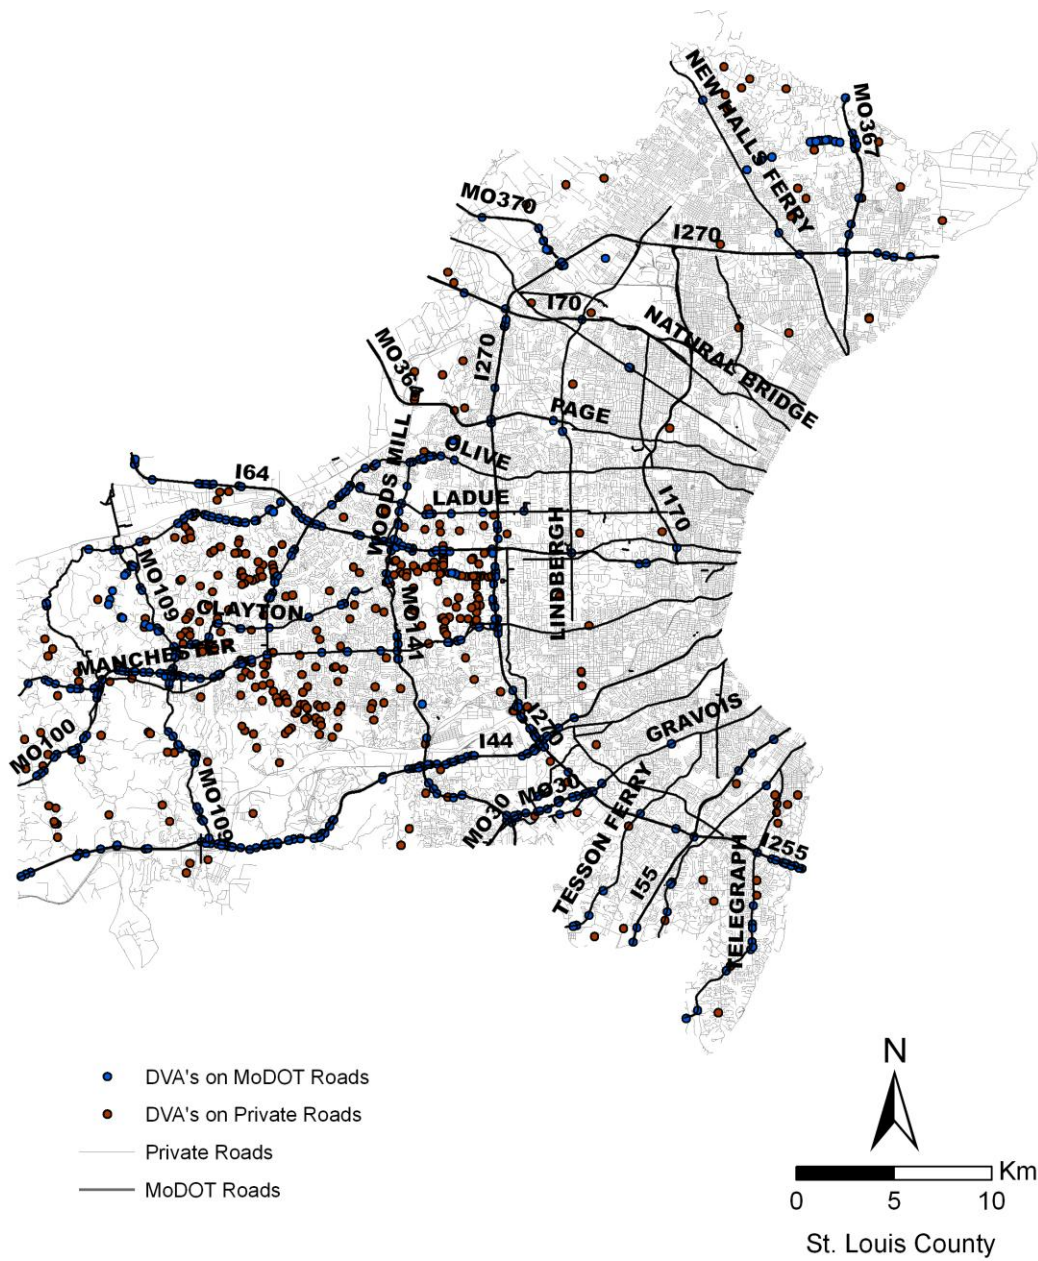 NEW HALLS FERRY
MO367
MO370
I270
I70
NATURAL BRIDGE
I270
MO364
PAGE
WOODS MILL
OLIVE
I64
LADUE
I170
LINDBERGH
MO109
CLAYTON
MO141
MANCHESTER
I270
GRAVOIS
MO100
I44
MO109
MO30
MO30
TESSON FERRY
I55
TELEGRAPH
I255
DVA's on MoDOT Roads
DVA's on Private Roads
Private Roads
MoDOT Roads
N
Km
0 5 10
St. Louis County